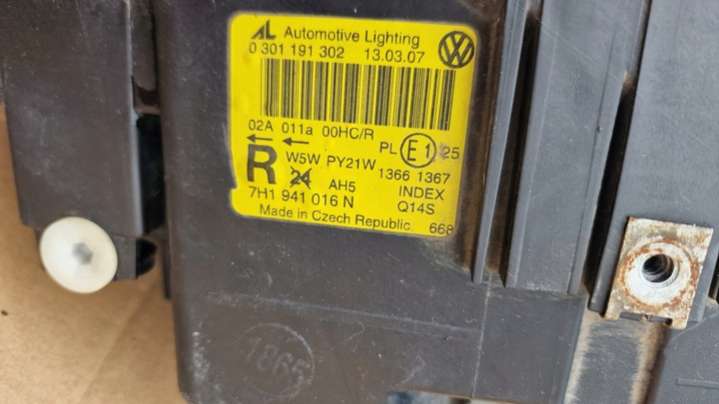 AL Automotive Lighting
0 301 191 302 13.03.07
02A 011a 00HC/R
PL E1 25
R W5W PY21W 1366 1367
24 AH5 INDEX
7H1 941 016 N Q14S
Made in Czech Republic 668
1865